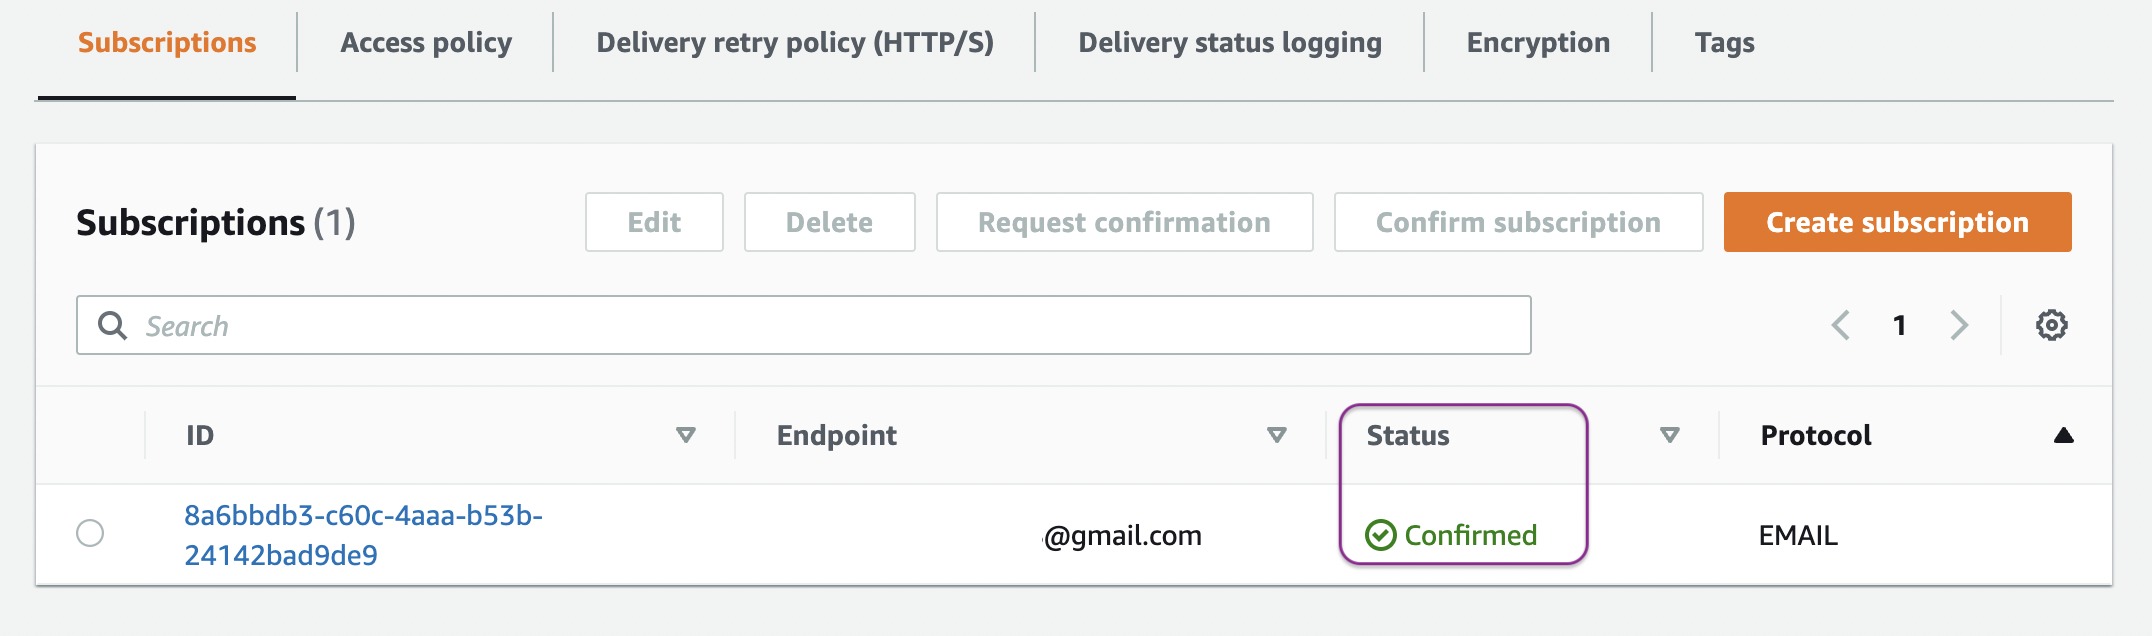 Subscriptions Access policy Delivery retry policy (HTTP/S) Delivery status logging Encryption Tags
Subscriptions (1) Edit Delete Request confirmation Confirm subscription Create subscription
Search 1
ID Endpoint Status Protocol
8a6bbdb3-c60c-4aaa-b53b-
24142bad9de9
@gmail.com Confirmed EMAIL